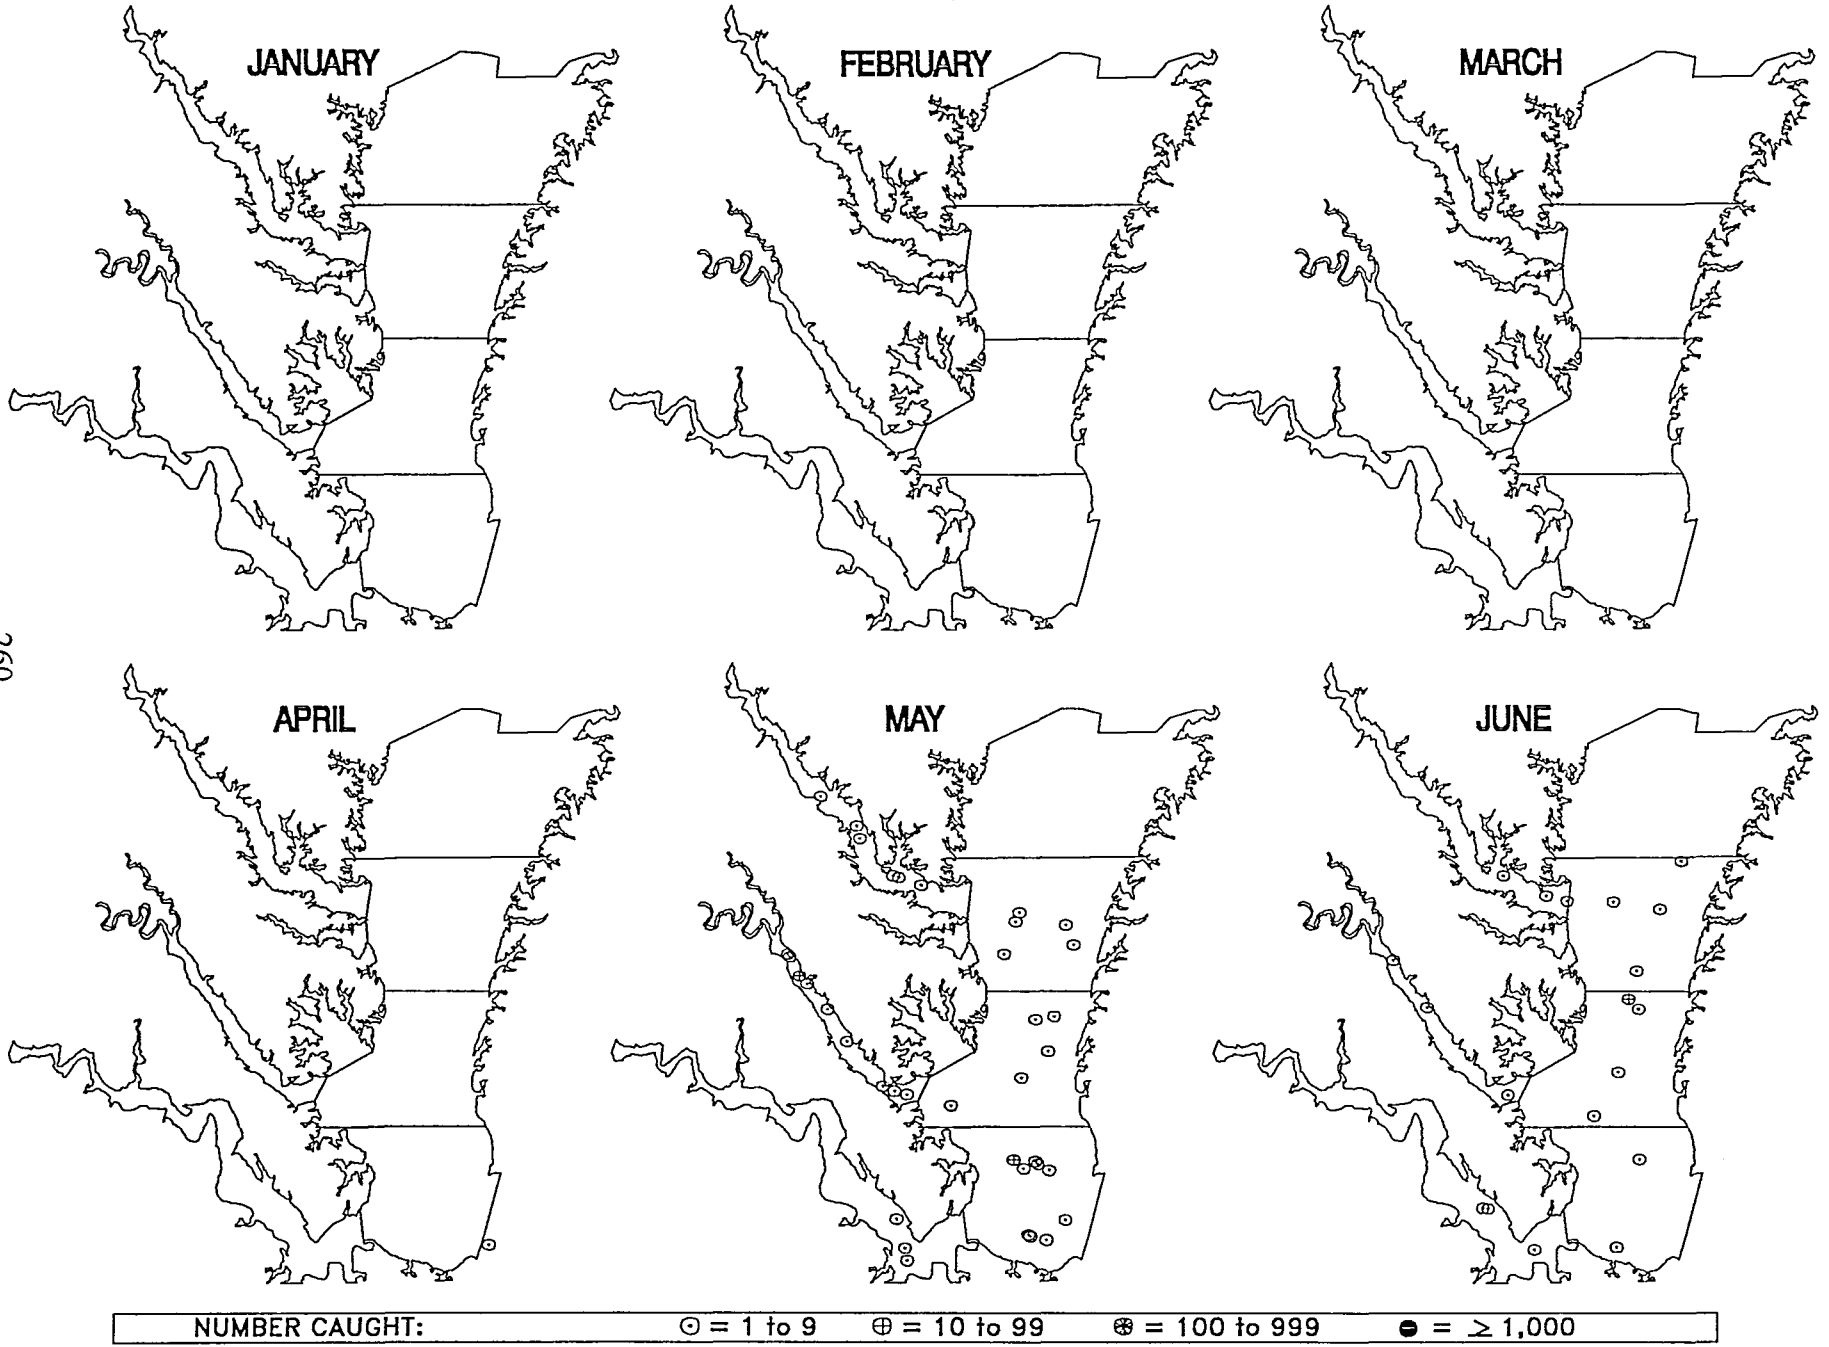 JANUARY
FEBRUARY
MARCH
260
APRIL
MAY
JUNE
NUMBER CAUGHT: ⊙ = 1 to 9 ⊕ = 10 to 99 ⊛ = 100 to 999 ⊖ = ≥ 1,000